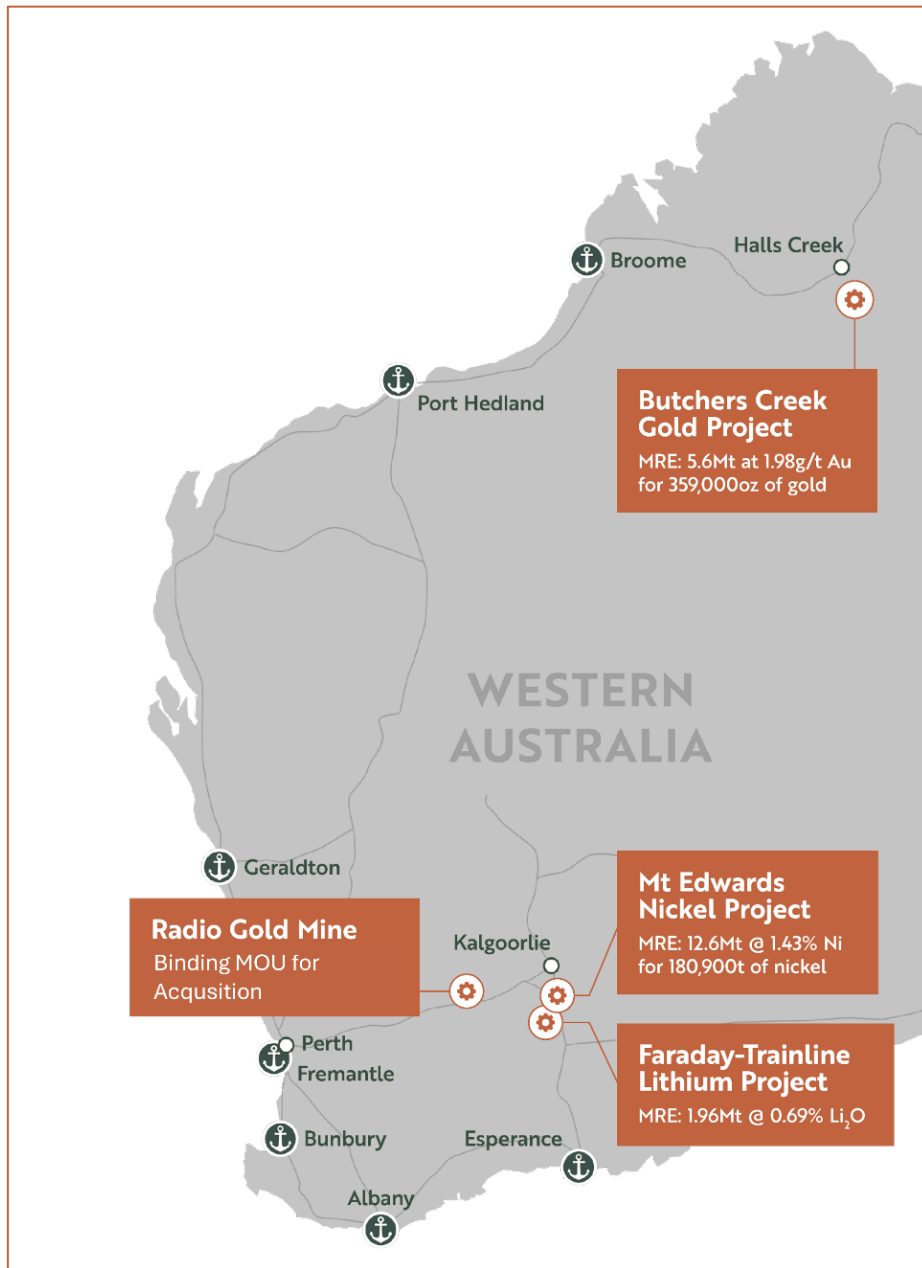 Halls Creek
Broome
Port Hedland
Butchers Creek
Gold Project
MRE: 5.6Mt at 1.98g/t Au
for 359,000oz of gold
WESTERN
AUSTRALIA
Geraldton
Mt Edwards
Nickel Project
MRE: 12.6Mt @ 1.43% Ni
for 180,900t of nickel
Radio Gold Mine
Binding MOU for
Acqusition
Kalgoorlie
Faraday-Trainline
Lithium Project
MRE: 1.96Mt @ 0.69% Li₂O
Perth
Fremantle
Bunbury
Esperance
Albany